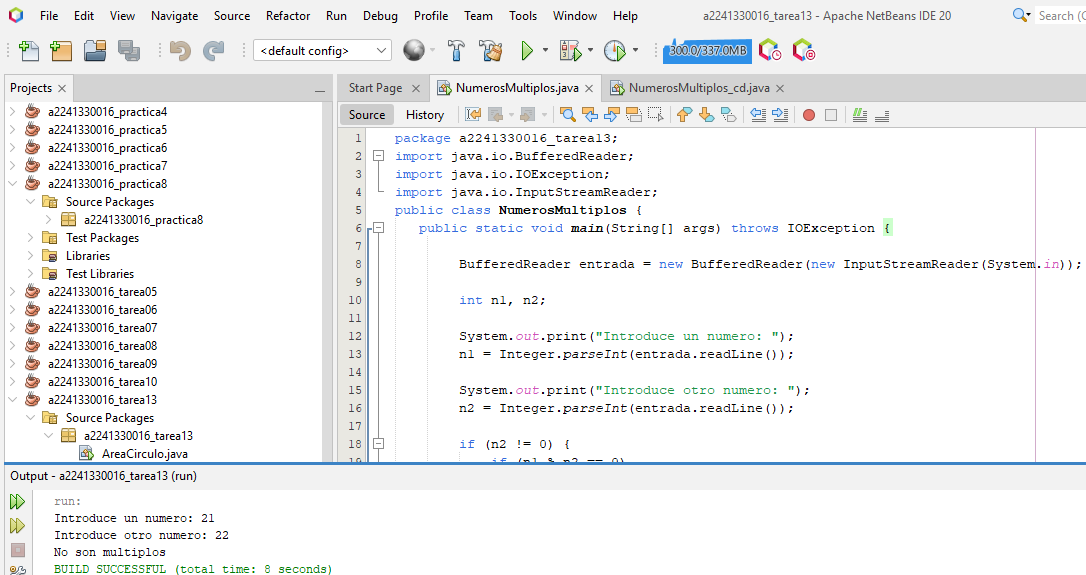 File Edit View Navigate Source Refactor Run Debug Profile Team Tools Window Help a2241330016_tarea13 - Apache NetBeans IDE 20 Search (C
<default config> 300.0/337.0MB
Projects
a2241330016_practica4
a2241330016_practica5
a2241330016_practica6
a2241330016_practica7
a2241330016_practica8
Source Packages
a2241330016_practica8
Test Packages
Libraries
Test Libraries
a2241330016_tarea05
a2241330016_tarea06
a2241330016_tarea07
a2241330016_tarea08
a2241330016_tarea09
a2241330016_tarea10
a2241330016_tarea13
Source Packages
a2241330016_tarea13
AreaCirculo.java
Start Page NumerosMultiplos.java NumerosMultiplos_cd.java
Source History
1 package a2241330016_tarea13;
2 import java.io.BufferedReader;
3 import java.io.IOException;
4 import java.io.InputStreamReader;
5 public class NumerosMultiplos {
6 public static void main(String[] args) throws IOException {
7
8 BufferedReader entrada = new BufferedReader(new InputStreamReader(System.in));
9
10 int n1, n2;
11
12 System.out.print("Introduce un numero: ");
13 n1 = Integer.parseInt(entrada.readLine());
14
15 System.out.print("Introduce otro numero: ");
16 n2 = Integer.parseInt(entrada.readLine());
17
18 if (n2 != 0) {
19 if (n1 % n2 == 0)
Output - a2241330016_tarea13 (run)
run:
Introduce un numero: 21
Introduce otro numero: 22
No son multiplos
BUILD SUCCESSFUL (total time: 8 seconds)